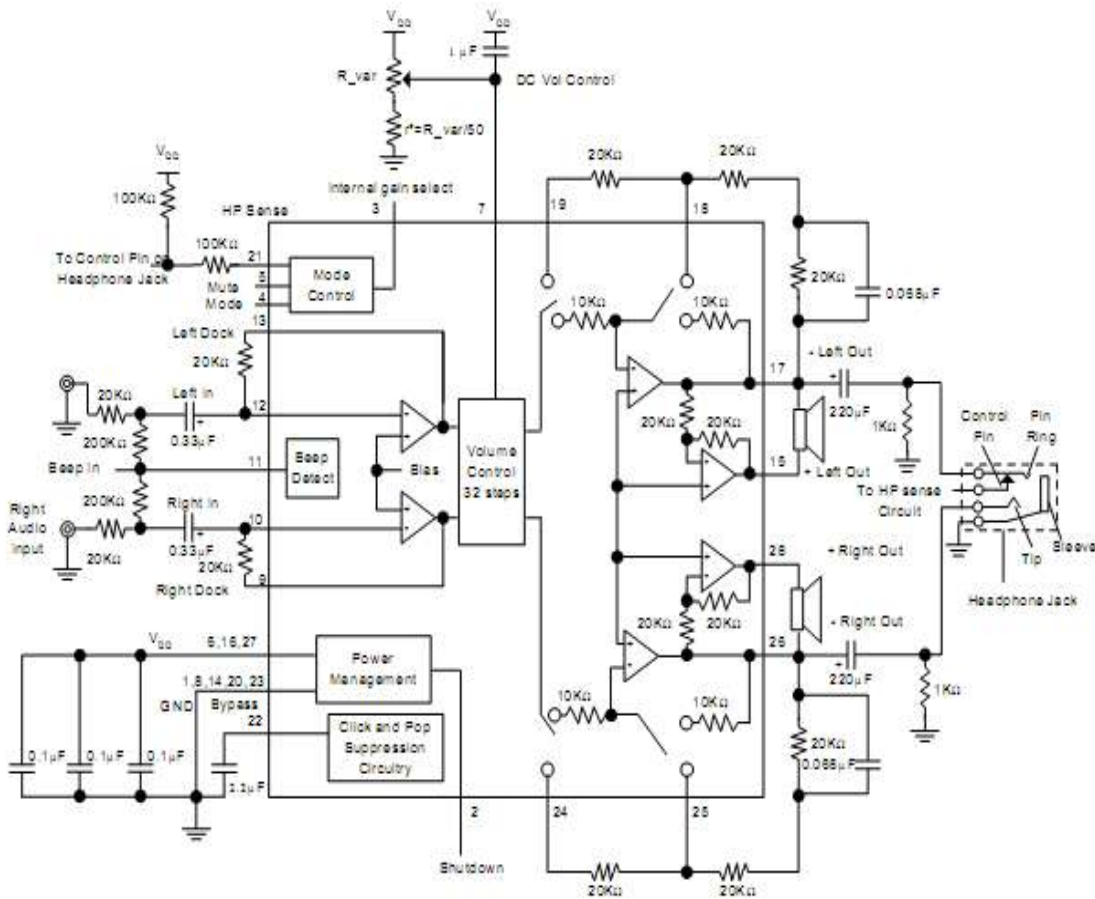 V_DD
V_DD
1 µF
R_var
DC Vol Control
r*=R_var/50
V_DD
100KΩ
Internal gain select
HP Sense
3
7
19
18
20KΩ
20KΩ
To Control Pin on
Headphone Jack
100KΩ
21
5
Mute
Mode
4
Mode
Control
13
Left Dock
20KΩ
10KΩ
10KΩ
20KΩ
0.068µF
- Left Out
17
20KΩ
Left In
12
0.33µF
200KΩ
Beep In
11
Beep
Detect
Bias
Volume
Control
32 steps
20KΩ
20KΩ
15
+ Left Out
220µF
1KΩ
Control
Pin
Pin
Ring
To HP sense
Circuit
Tip
Sleeve
Headphone Jack
200KΩ
Right In
10
Right
Audio
Input
20KΩ
0.33µF
20KΩ
9
Right Dock
28
+ Right Out
20KΩ
20KΩ
- Right Out
26
220µF
1KΩ
V_DD
6,16,27
Power
Management
1,8,14,20,23
GND
Bypass
22
Click and Pop
Suppression
Circuitry
0.1µF
0.1µF
0.1µF
10KΩ
10KΩ
20KΩ
0.068µF
2
24
25
Shutdown
20KΩ
20KΩ